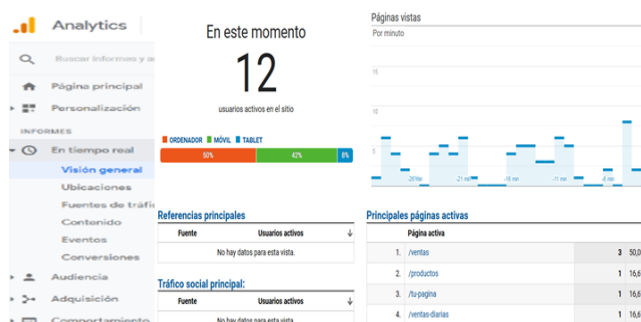 Analytics
Buscar informes y a
Página principal
Personalización
INFORMES
En tiempo real
Visión general
Ubicaciones
Fuentes de tráfic
Contenido
Eventos
Conversiones
Audiencia
Adquisición
Comportamiento
En este momento
12
usuarios activos en el sitio
ORDENADOR MÓVIL TABLET
50% 42% 8%
Referencias principales
Fuente Usuarios activos
No hay datos para esta vista.
Tráfico social principal:
Fuente Usuarios activos
No hay datos para esta vista.
Páginas vistas
Por minuto
15
10
5
-26 min -21 min -16 min -11 min -6 min
Principales páginas activas
Página activa
1. /ventas 3 50,0
2. /productos 1 16,6
3. /tu-pagina 1 16,6
4. /ventas-diarias 1 16,6